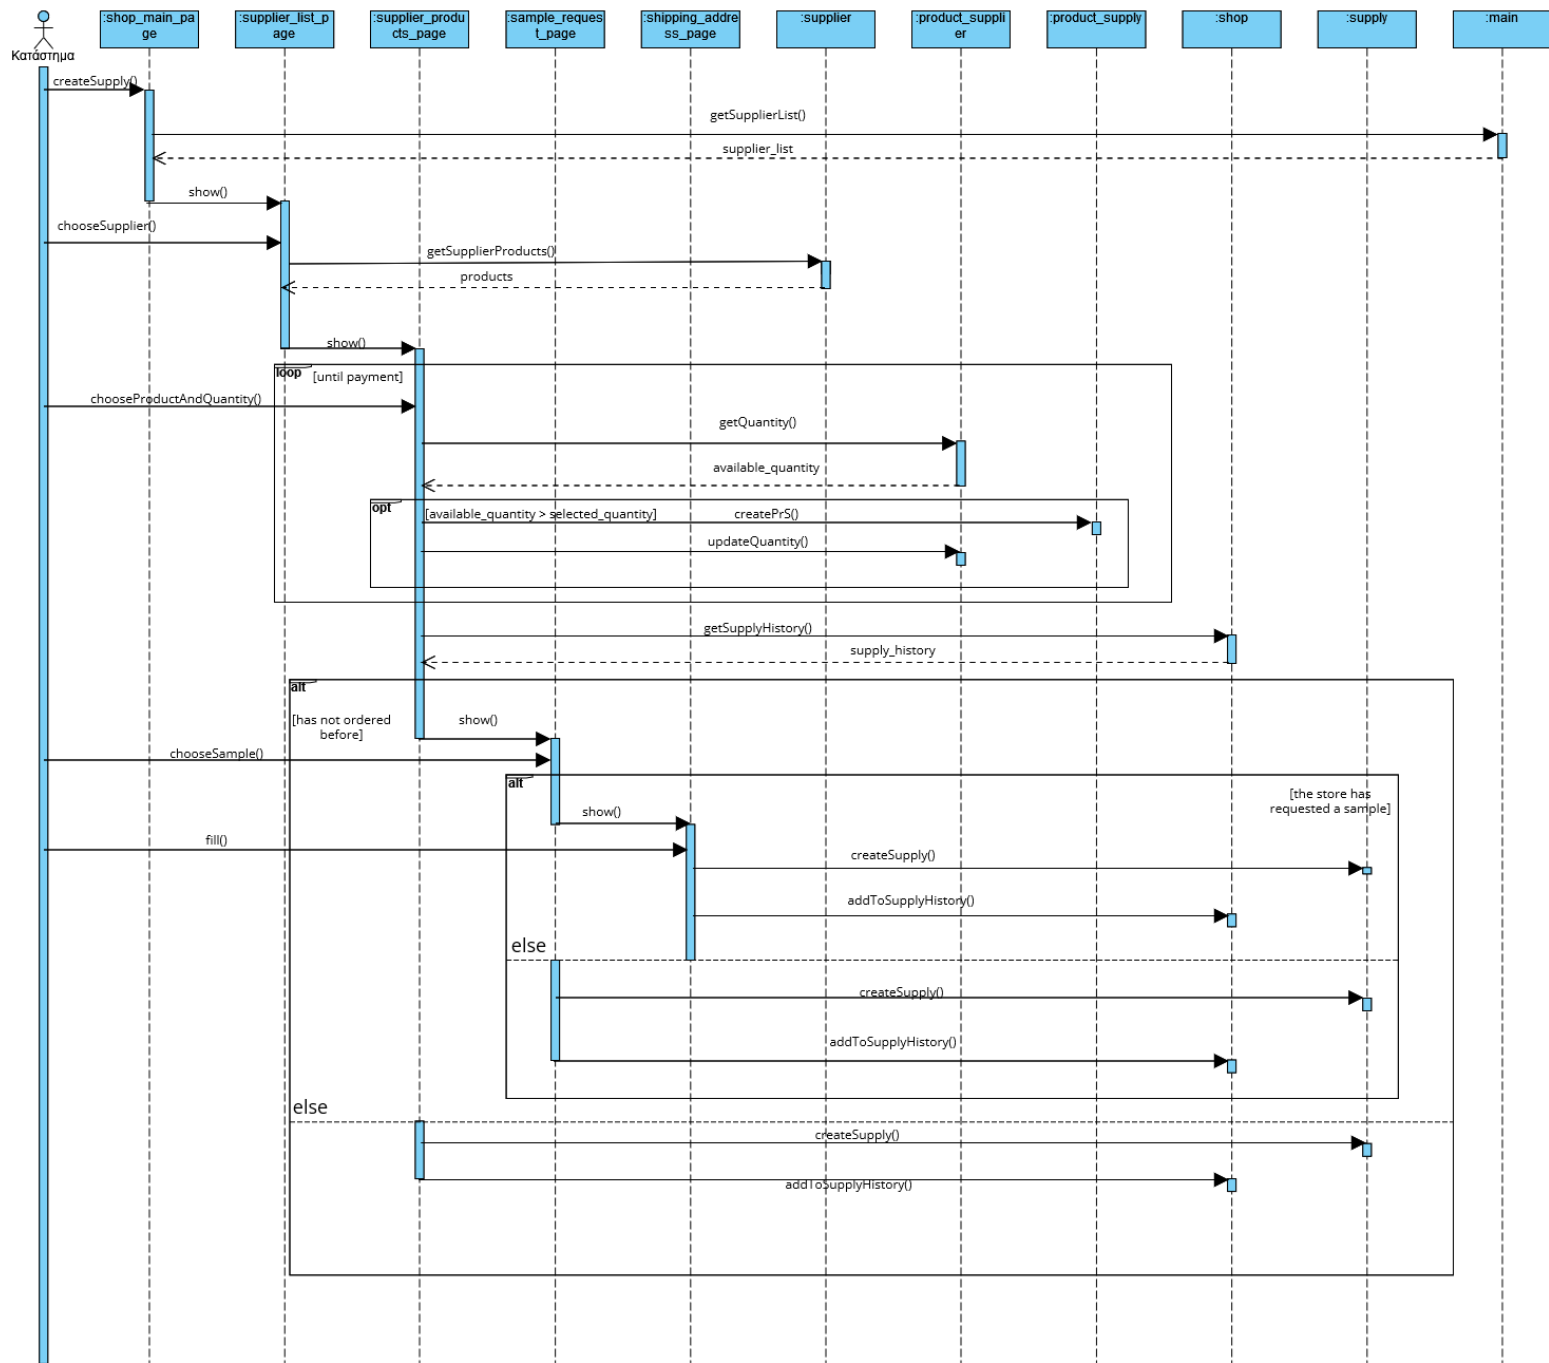 :shop_main_pa
ge
:supplier_list_p
age
:supplier_produ
cts_page
:sample_reques
t_page
:shipping_addre
ss_page
:supplier
:product_suppli
er
:product_supply
:shop
:supply
:main
Κατάστημα
createSupply()
getSupplierList()
supplier_list
show()
chooseSupplier()
getSupplierProducts()
products
show()
loop
[until payment]
chooseProductAndQuantity()
getQuantity()
available_quantity
opt
[available_quantity > selected_quantity]
createPrS()
updateQuantity()
getSupplyHistory()
supply_history
alt
[has not ordered
before]
show()
chooseSample()
alt
[the store has
requested a sample]
show()
fill()
createSupply()
addToSupplyHistory()
else
createSupply()
addToSupplyHistory()
else
createSupply()
addToSupplyHistory()